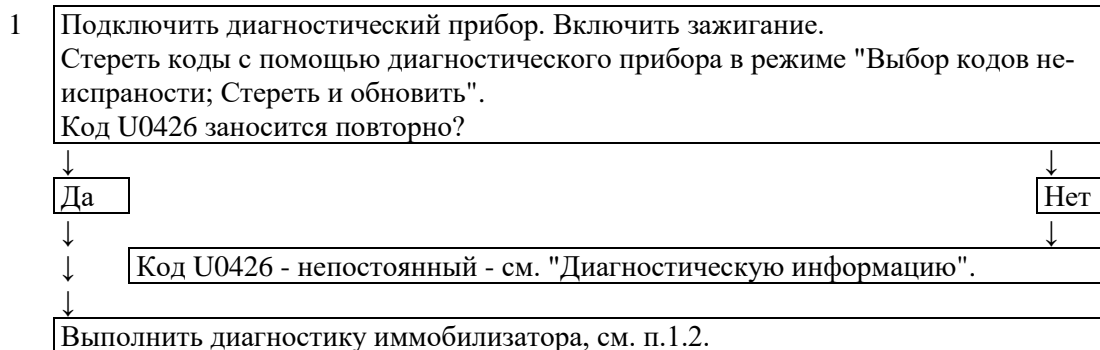 1 Подключить диагностический прибор. Включить зажигание.
Стереть коды с помощью диагностического прибора в режиме "Выбор кодов не-
испраности; Стереть и обновить".
Код U0426 заносится повторно?
↓ ↓
Да Нет
↓ ↓
↓ Код U0426 - непостоянный - см. "Диагностическую информацию".
↓
Выполнить диагностику иммобилизатора, см. п.1.2.